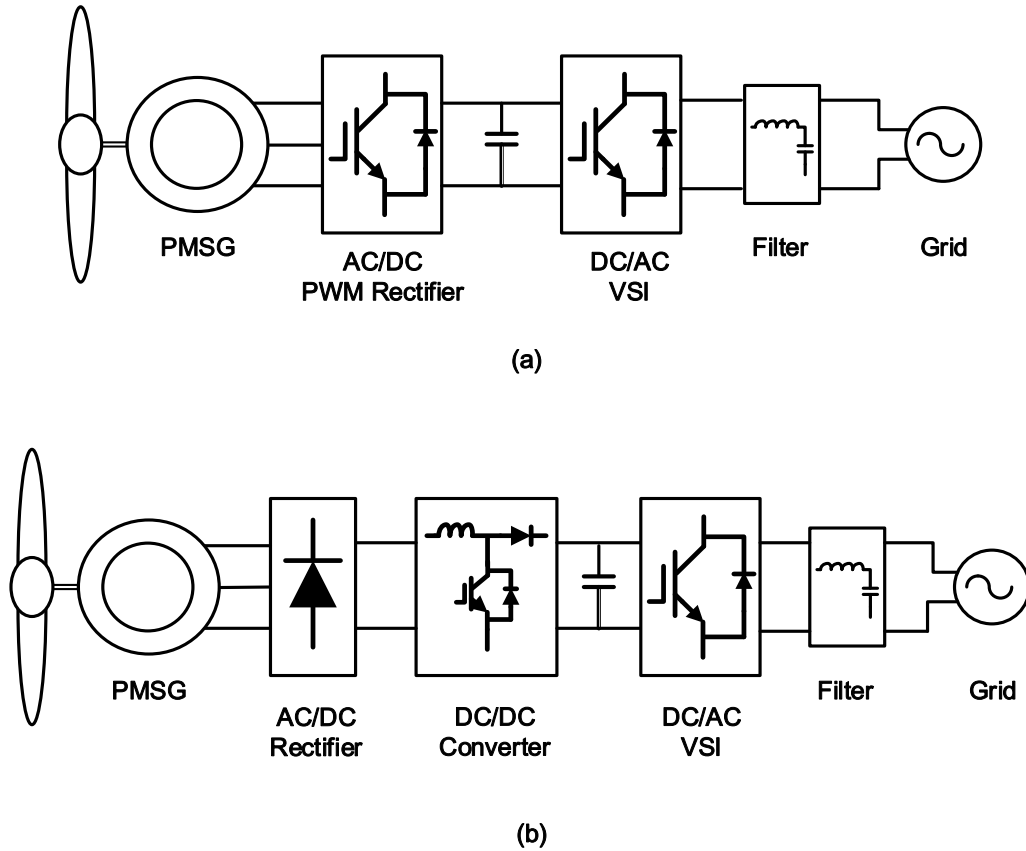 PMSG
AC/DC
PWM Rectifier
DC/AC
VSI
Filter
Grid
(a)
PMSG
AC/DC
Rectifier
DC/DC
Converter
DC/AC
VSI
Filter
Grid
(b)